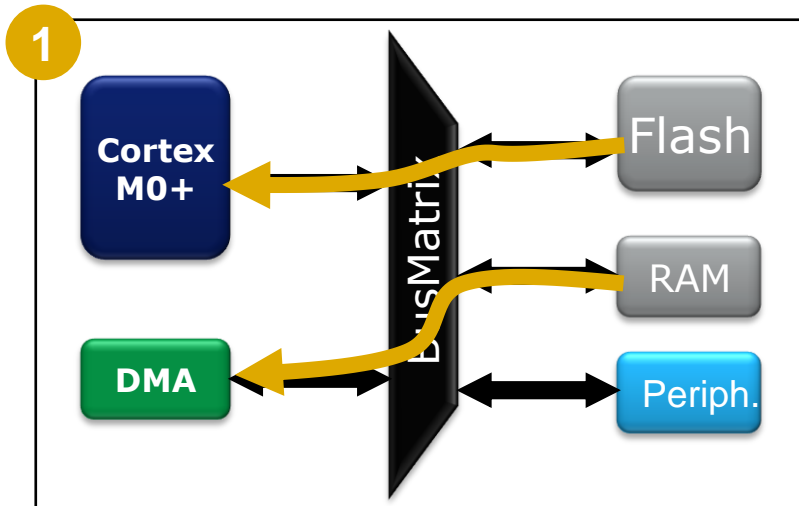 1
Cortex
M0+
Flash
BusMatrix
RAM
DMA
Periph.